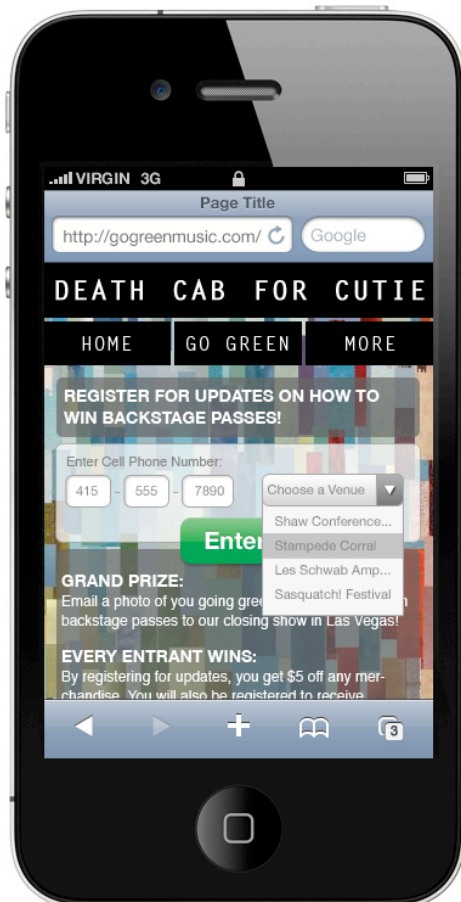 VIRGIN 3G
Page Title
http://gogreenmusic.com/ Google
DEATH CAB FOR CUTIE
HOME GO GREEN MORE
REGISTER FOR UPDATES ON HOW TO
WIN BACKSTAGE PASSES!
Enter Cell Phone Number:
415 - 555 - 7890 Choose a Venue
Shaw Conference...
Stampede Corral
Les Schwab Amp...
Sasquatch! Festival
Enter
GRAND PRIZE:
Email a photo of you going
backstage passes to our closing show in Las Vegas!
EVERY ENTRANT WINS:
By registering for updates, you get $5 off any mer-
chandise. You will also be registered to receive
3